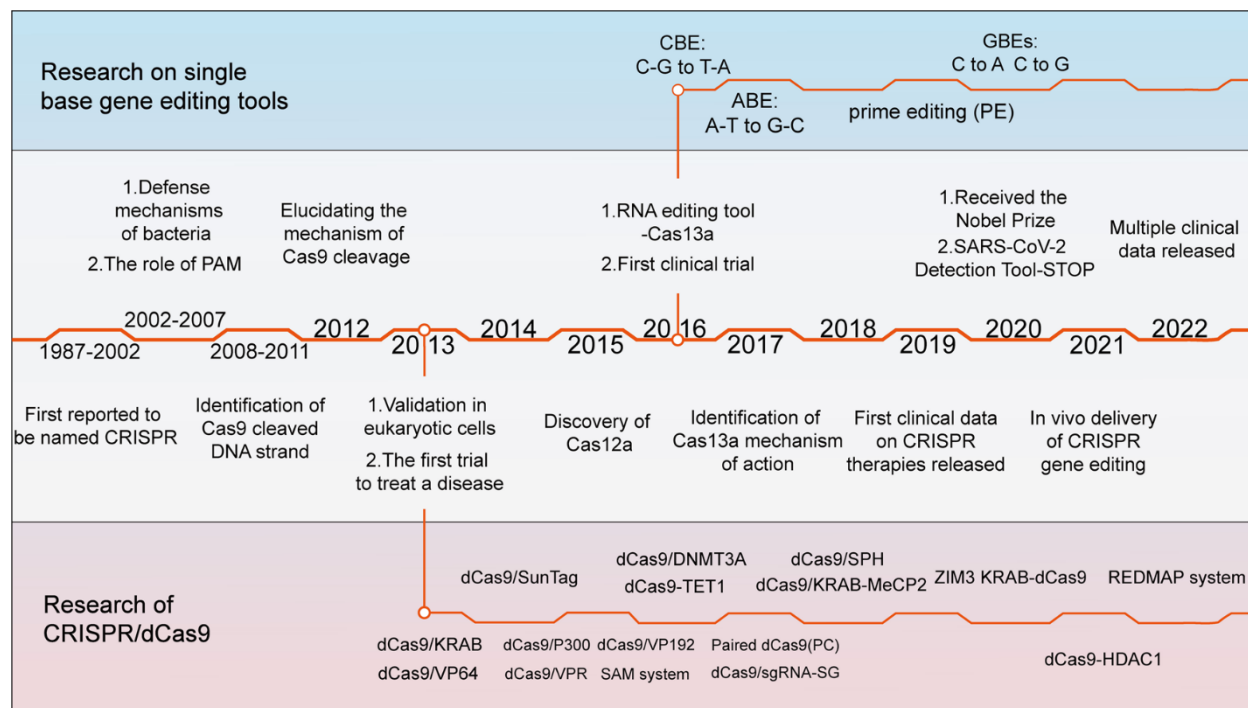 Research on single
base gene editing tools
CBE:
C-G to T-A
ABE:
A-T to G-C
GBEs:
C to A C to G
prime editing (PE)
1.Defense
mechanisms
of bacteria
2.The role of PAM
Elucidating the
mechanism of
Cas9 cleavage
1.RNA editing tool
-Cas13a
2.First clinical trial
1.Received the
Nobel Prize
2.SARS-CoV-2
Detection Tool-STOP
Multiple clinical
data released
1987-2002
2002-2007
2008-2011
2012
2013
2014
2015
2016
2017
2018
2019
2020
2021
2022
First reported to
be named CRISPR
Identification of
Cas9 cleaved
DNA strand
1.Validation in
eukaryotic cells
2.The first trial
to treat a disease
Discovery of
Cas12a
Identification of
Cas13a mechanism
of action
First clinical data
on CRISPR
therapies released
In vivo delivery
of CRISPR
gene editing
Research of
CRISPR/dCas9
dCas9/SunTag
dCas9/DNMT3A
dCas9-TET1
dCas9/SPH
dCas9/KRAB-MeCP2
ZIM3 KRAB-dCas9
REDMAP system
dCas9/KRAB
dCas9/VP64
dCas9/P300
dCas9/VPR
dCas9/VP192
SAM system
Paired dCas9(PC)
dCas9/sgRNA-SG
dCas9-HDAC1